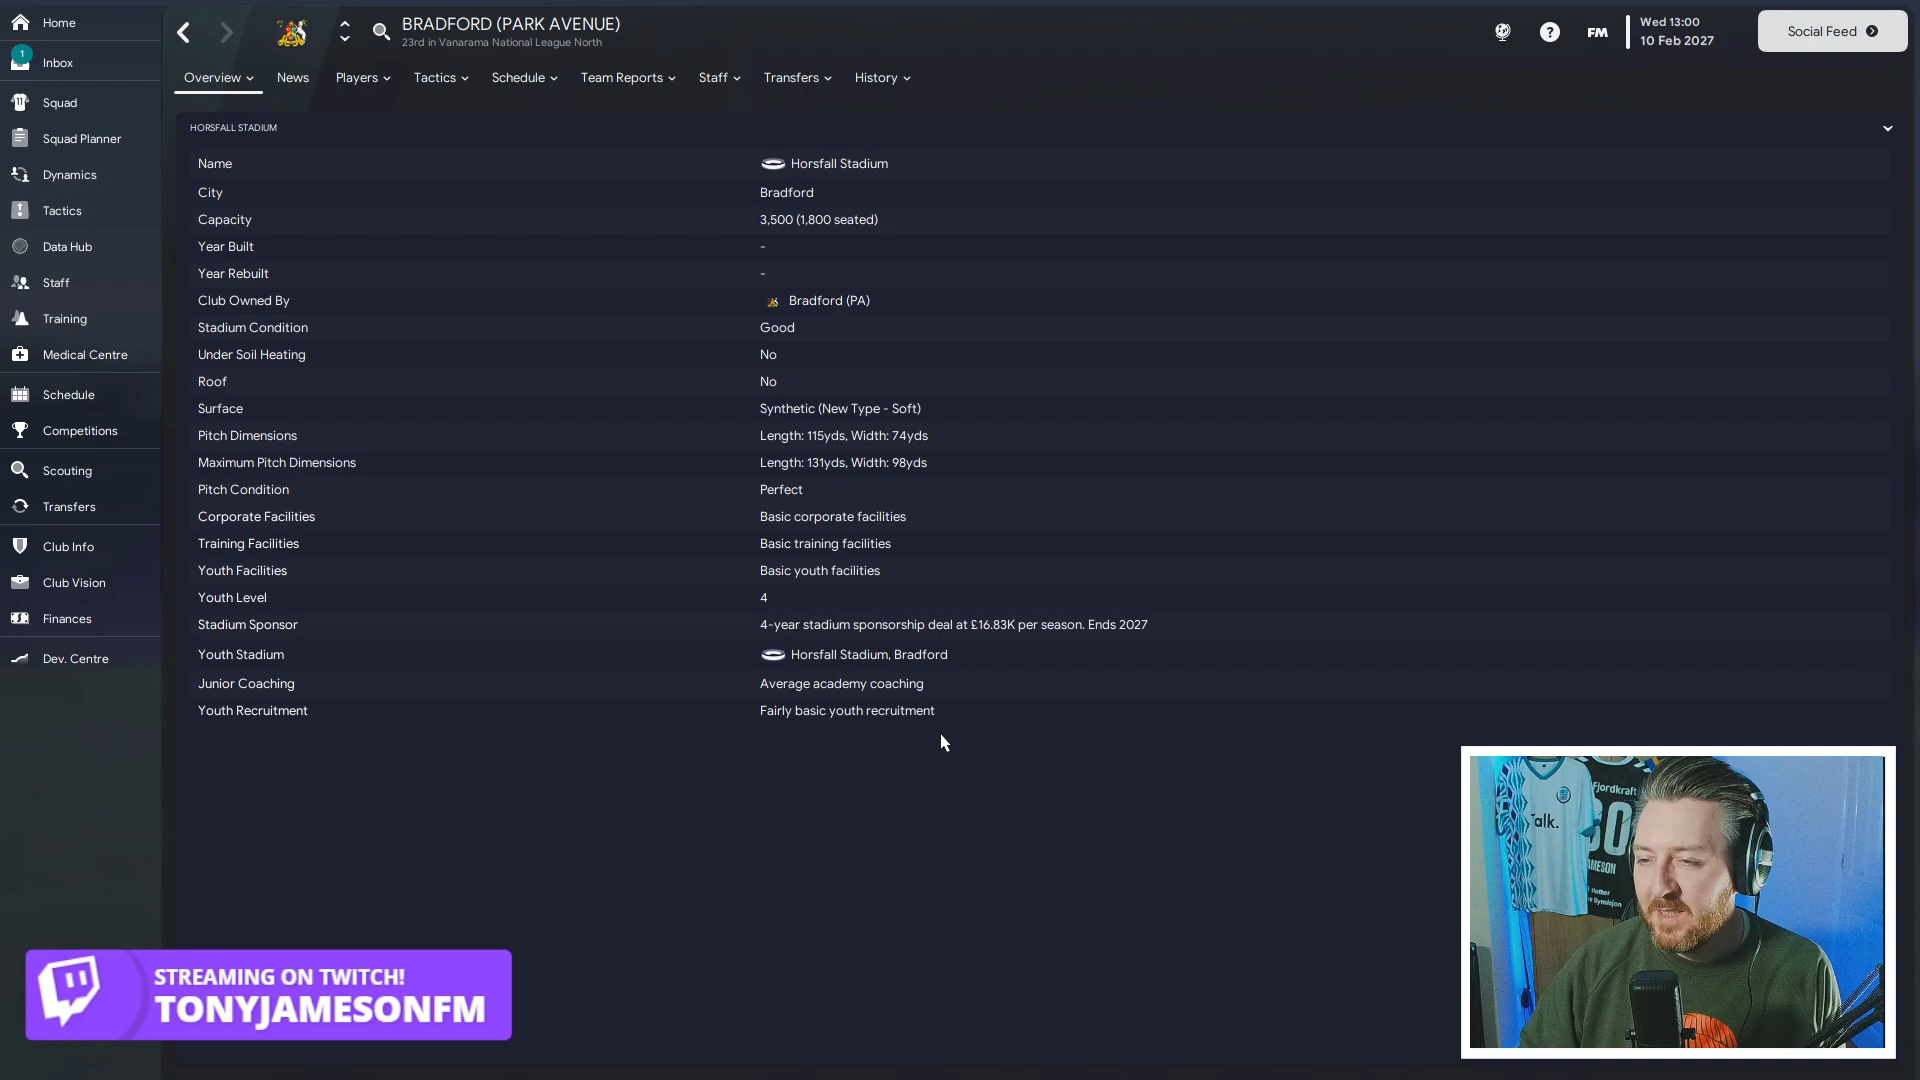 Home
1
Inbox
Squad
Squad Planner
Dynamics
Tactics
Data Hub
Staff
Training
Medical Centre
Schedule
Competitions
Scouting
Transfers
Club Info
Club Vision
Finances
Dev. Centre
BRADFORD (PARK AVENUE)
23rd in Vanarama National League North
? FM
Wed 13:00
10 Feb 2027
Social Feed
Overview News Players Tactics Schedule Team Reports Staff Transfers History
HORSFALL STADIUM
Name Horsfall Stadium
City Bradford
Capacity 3,500 (1,800 seated)
Year Built -
Year Rebuilt -
Club Owned By Bradford (PA)
Stadium Condition Good
Under Soil Heating No
Roof No
Surface Synthetic (New Type - Soft)
Pitch Dimensions Length: 115yds, Width: 74yds
Maximum Pitch Dimensions Length: 131yds, Width: 98yds
Pitch Condition Perfect
Corporate Facilities Basic corporate facilities
Training Facilities Basic training facilities
Youth Facilities Basic youth facilities
Youth Level 4
Stadium Sponsor 4-year stadium sponsorship deal at £16.83K per season. Ends 2027
Youth Stadium Horsfall Stadium, Bradford
Junior Coaching Average academy coaching
Youth Recruitment Fairly basic youth recruitment
Fjordkraft
Talk.
JAMESON
STREAMING ON TWITCH!
TONYJAMESONFM